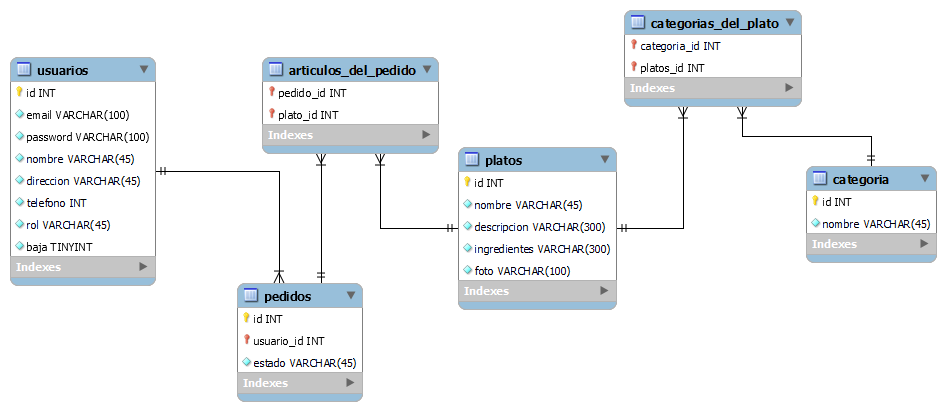 usuarios
id INT
email VARCHAR(100)
password VARCHAR(100)
nombre VARCHAR(45)
direccion VARCHAR(45)
telefono INT
rol VARCHAR(45)
baja TINYINT
Indexes
articulos_del_pedido
pedido_id INT
plato_id INT
Indexes
pedidos
id INT
usuario_id INT
estado VARCHAR(45)
Indexes
platos
id INT
nombre VARCHAR(45)
descripcion VARCHAR(300)
ingredientes VARCHAR(300)
foto VARCHAR(100)
Indexes
categorias_del_plato
categoria_id INT
platos_id INT
Indexes
categoria
id INT
nombre VARCHAR(45)
Indexes